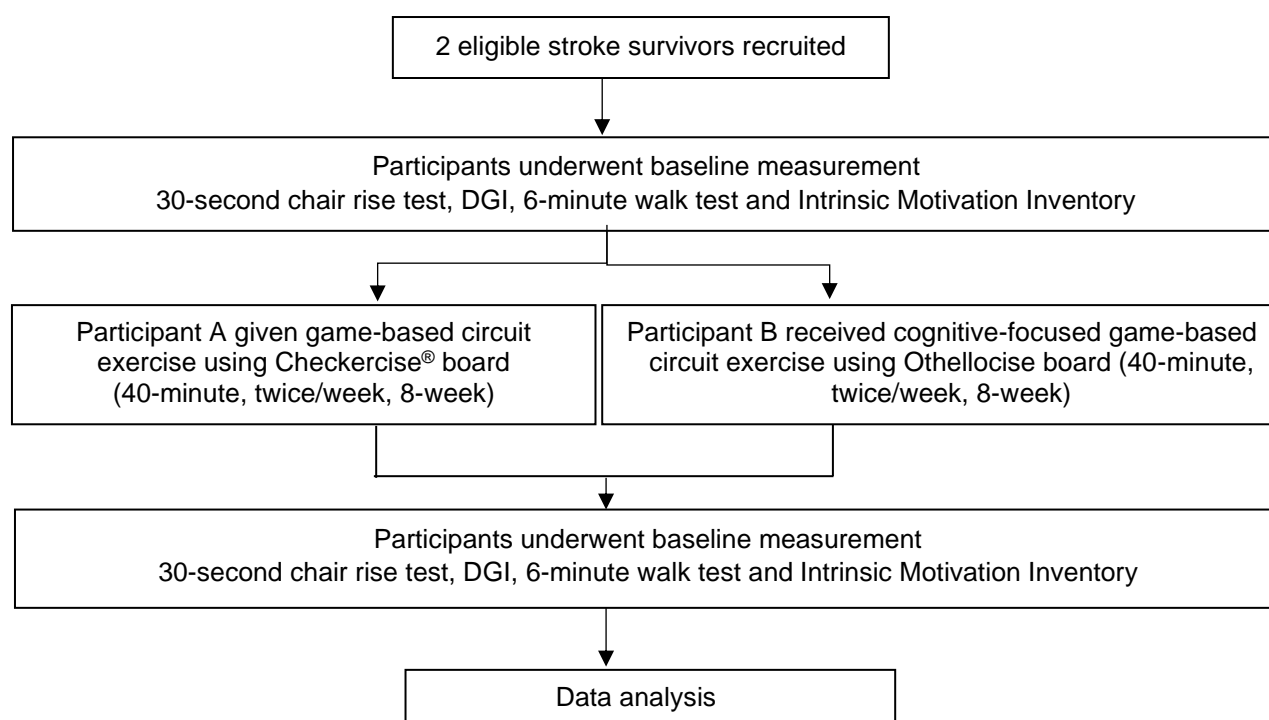 2 eligible stroke survivors recruited
Participants underwent baseline measurement
30-second chair rise test, DGI, 6-minute walk test and Intrinsic Motivation Inventory
Participant A given game-based circuit
exercise using Checkercise® board
(40-minute, twice/week, 8-week)
Participant B received cognitive-focused game-based
circuit exercise using Othellocise board (40-minute,
twice/week, 8-week)
Participants underwent baseline measurement
30-second chair rise test, DGI, 6-minute walk test and Intrinsic Motivation Inventory
Data analysis